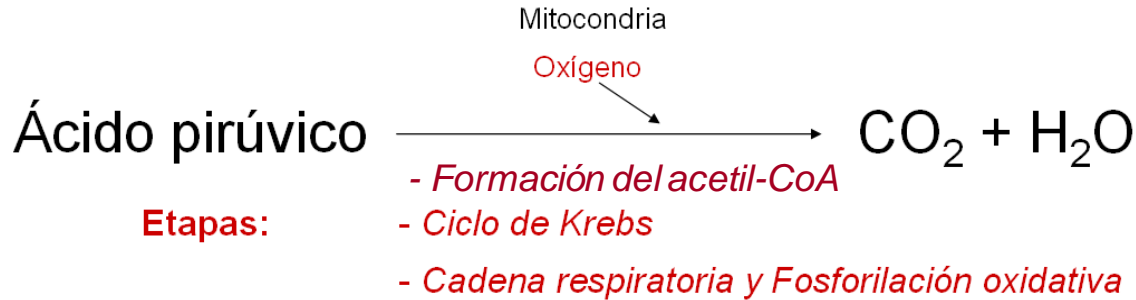 Mitocondria
Oxígeno
Ácido pirúvico CO₂ + H₂O
- Formación del acetil-CoA
Etapas: - Ciclo de Krebs
- Cadena respiratoria y Fosforilación oxidativa